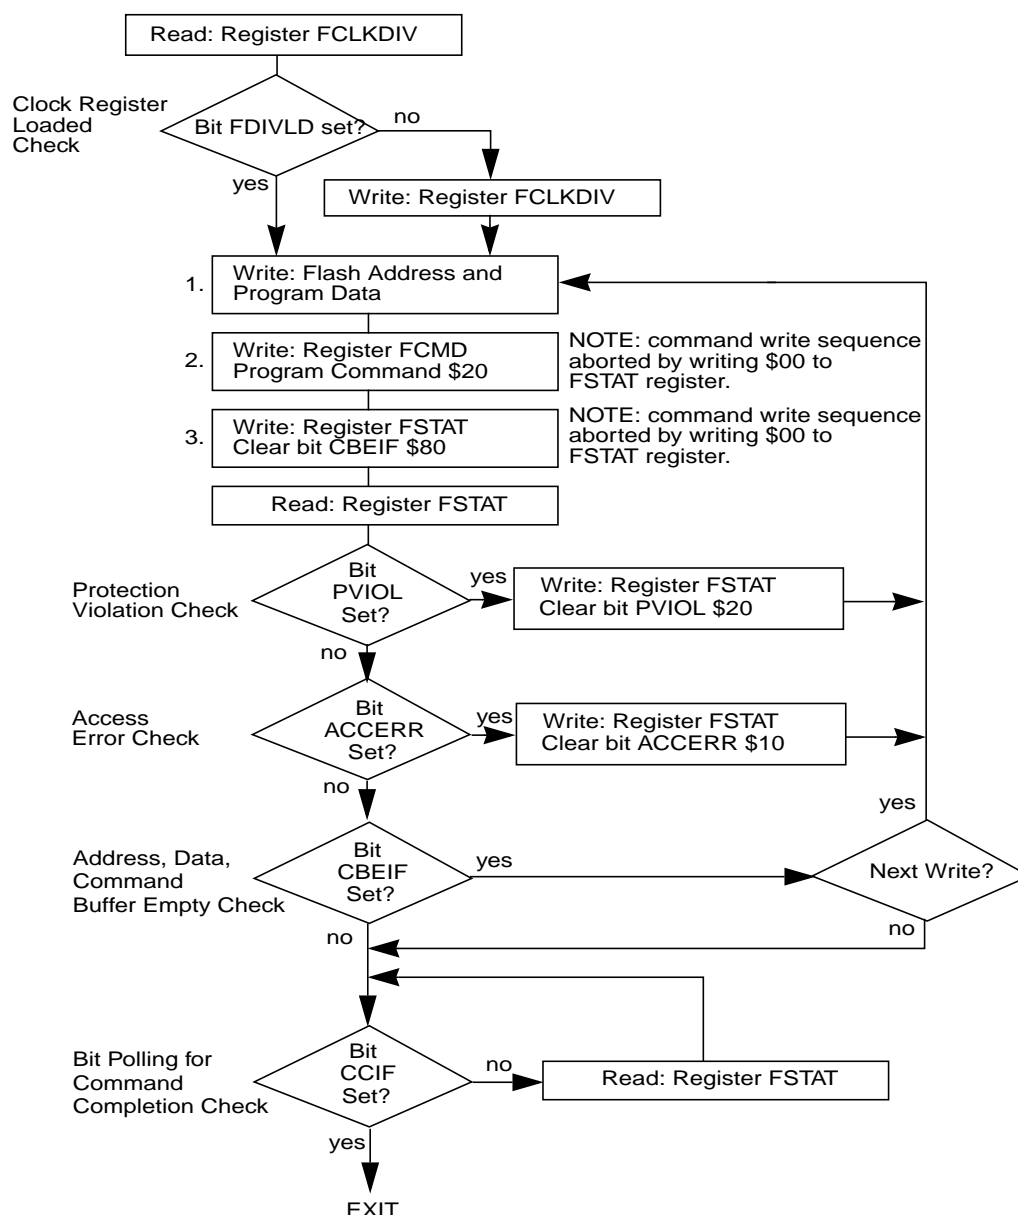 Read: Register FCLKDIV
Clock Register
Loaded
Check
Bit FDIVLD set?
no
yes
Write: Register FCLKDIV
1.
Write: Flash Address and
Program Data
2.
Write: Register FCMD
Program Command $20
NOTE: command write sequence
aborted by writing $00 to
FSTAT register.
3.
Write: Register FSTAT
Clear bit CBEIF $80
NOTE: command write sequence
aborted by writing $00 to
FSTAT register.
Read: Register FSTAT
Protection
Violation Check
Bit
PVIOL
Set?
yes
Write: Register FSTAT
Clear bit PVIOL $20
no
Access
Error Check
Bit
ACCERR
Set?
yes
Write: Register FSTAT
Clear bit ACCERR $10
no
yes
Address, Data,
Command
Buffer Empty Check
Bit
CBEIF
Set?
yes
Next Write?
no
no
Bit Polling for
Command
Completion Check
Bit
CCIF
Set?
no
Read: Register FSTAT
yes
EXIT